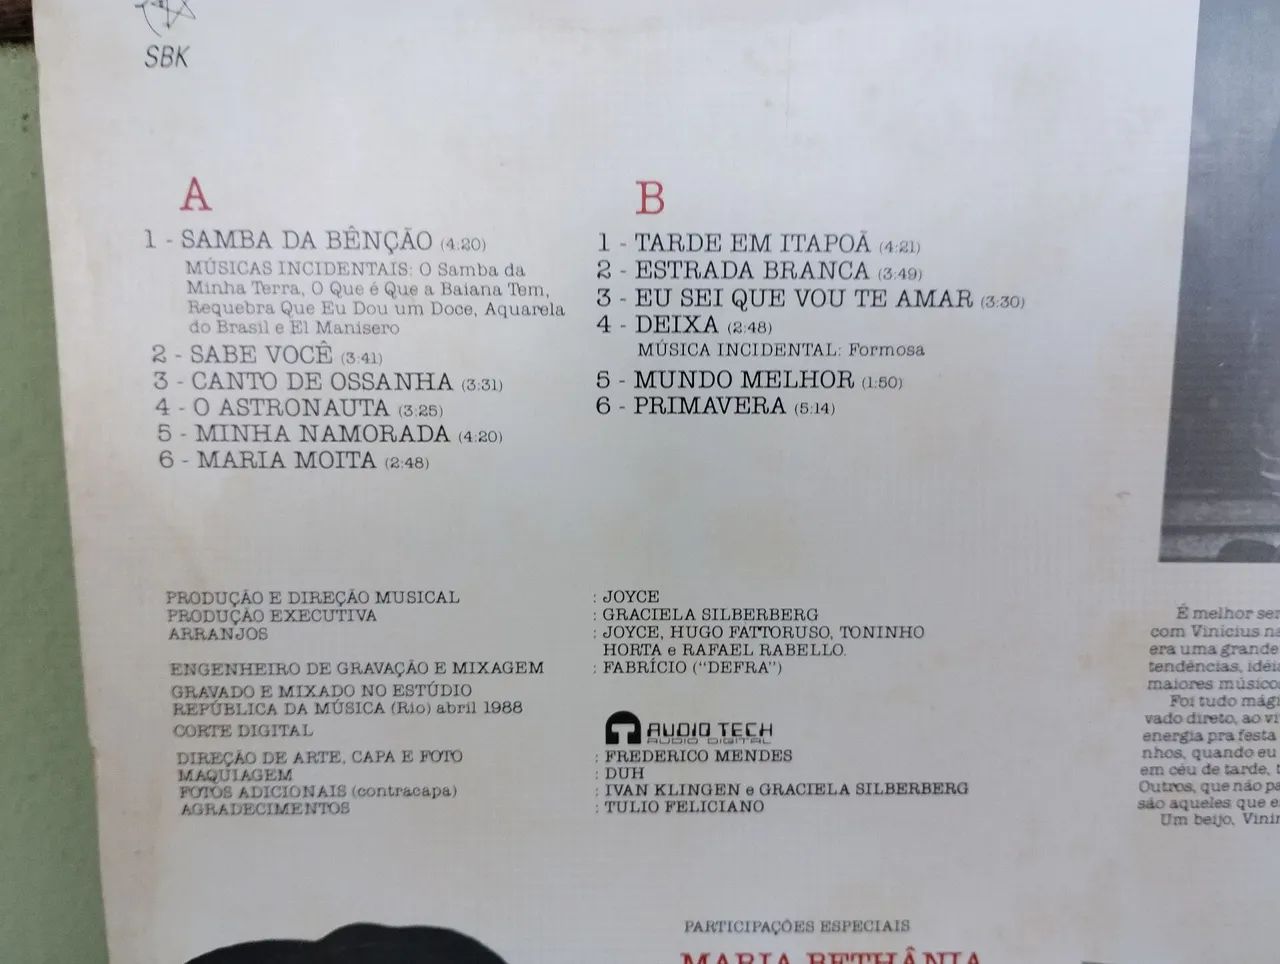 SBK
A
1 - SAMBA DA BÊNÇÃO (4:20)
MÚSICAS INCIDENTAIS: O Samba da
Minha Terra, O Que é Que a Baiana Tem,
Requebra Que Eu Dou um Doce, Aquarela
do Brasil e El Manisero
2 - SABE VOCÊ (3:41)
3 - CANTO DE OSSANHA (3:31)
4 - O ASTRONAUTA (3:25)
5 - MINHA NAMORADA (4:20)
6 - MARIA MOITA (2:48)
B
1 - TARDE EM ITAPOÃ (4:21)
2 - ESTRADA BRANCA (3:49)
3 - EU SEI QUE VOU TE AMAR (3:30)
4 - DEIXA (2:48)
MÚSICA INCIDENTAL: Formosa
5 - MUNDO MELHOR (1:50)
6 - PRIMAVERA (5:14)
PRODUÇÃO E DIREÇÃO MUSICAL : JOYCE
PRODUÇÃO EXECUTIVA : GRACIELA SILBERBERG
ARRANJOS : JOYCE, HUGO FATTORUSO, TONINHO
HORTA e RAFAEL RABELLO.
ENGENHEIRO DE GRAVAÇÃO E MIXAGEM : FABRÍCIO ("DEFRA")
GRAVADO E MIXADO NO ESTÚDIO
REPÚBLICA DA MÚSICA (Rio) abril 1988
CORTE DIGITAL AUDIO TECH
AUDIO DIGITAL
DIREÇÃO DE ARTE, CAPA E FOTO : FREDERICO MENDES
MAQUIAGEM : DUH
FOTOS ADICIONAIS (contracapa) : IVAN KLINGEN e GRACIELA SILBERBERG
AGRADECIMENTOS : TULIO FELICIANO
É melhor ser
com Vinicius
era uma grande
tendências,
maiores
Foi tudo
vado direto, ao
energia pra festa
nhos, quando eu
em céu de tarde,
Outros, que não
são aqueles que
Um beijo,
PARTICIPAÇÕES ESPECIAIS
MARIA BETHÂNIA